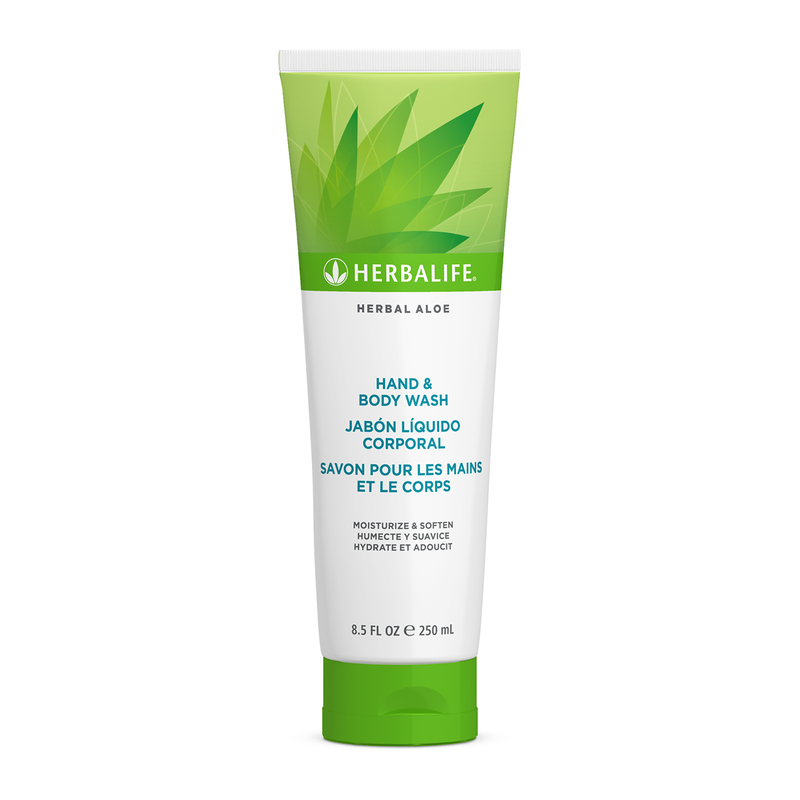 HERBALIFE®
HERBAL ALOE
HAND &
BODY WASH
JABÓN LÍQUIDO
CORPORAL
SAVON POUR LES MAINS
ET LE CORPS
MOISTURIZE & SOFTEN
HUMECTE Y SUAVICE
HYDRATE ET ADOUCIT
8.5 FL OZ ℮ 250 mL